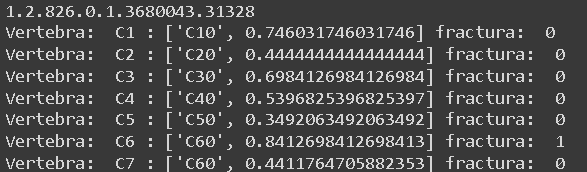 1.2.826.0.1.3680043.31328
Vertebra:  C1 : ['C10', 0.746031746031746] fractura:  0
Vertebra:  C2 : ['C20', 0.4444444444444444] fractura:  0
Vertebra:  C3 : ['C30', 0.6984126984126984] fractura:  0
Vertebra:  C4 : ['C40', 0.5396825396825397] fractura:  0
Vertebra:  C5 : ['C50', 0.3492063492063492] fractura:  0
Vertebra:  C6 : ['C60', 0.8412698412698413] fractura:  1
Vertebra:  C7 : ['C60', 0.4411764705882353] fractura:  0